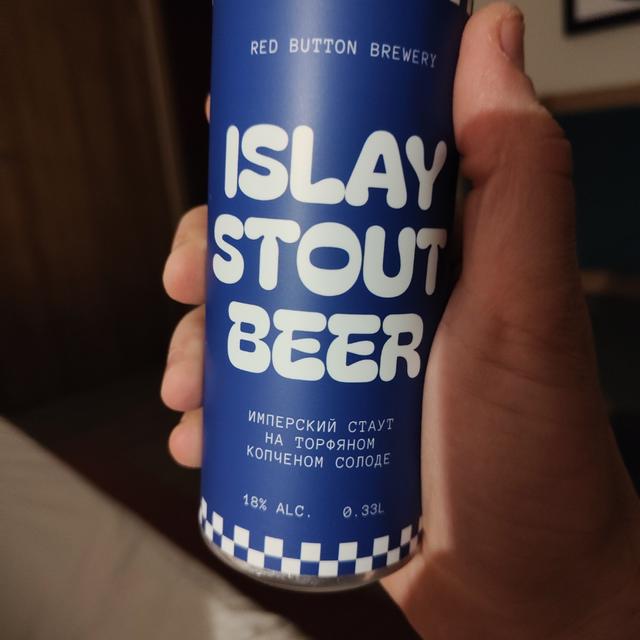 RED BUTTON BREWERY
ISLAY
STOUT
BEER
ИМПЕРСКИЙ СТАУТ
НА ТОРФЯНОМ
КОПЧЕНОМ СОЛОДЕ
18% ALC. 0.33L